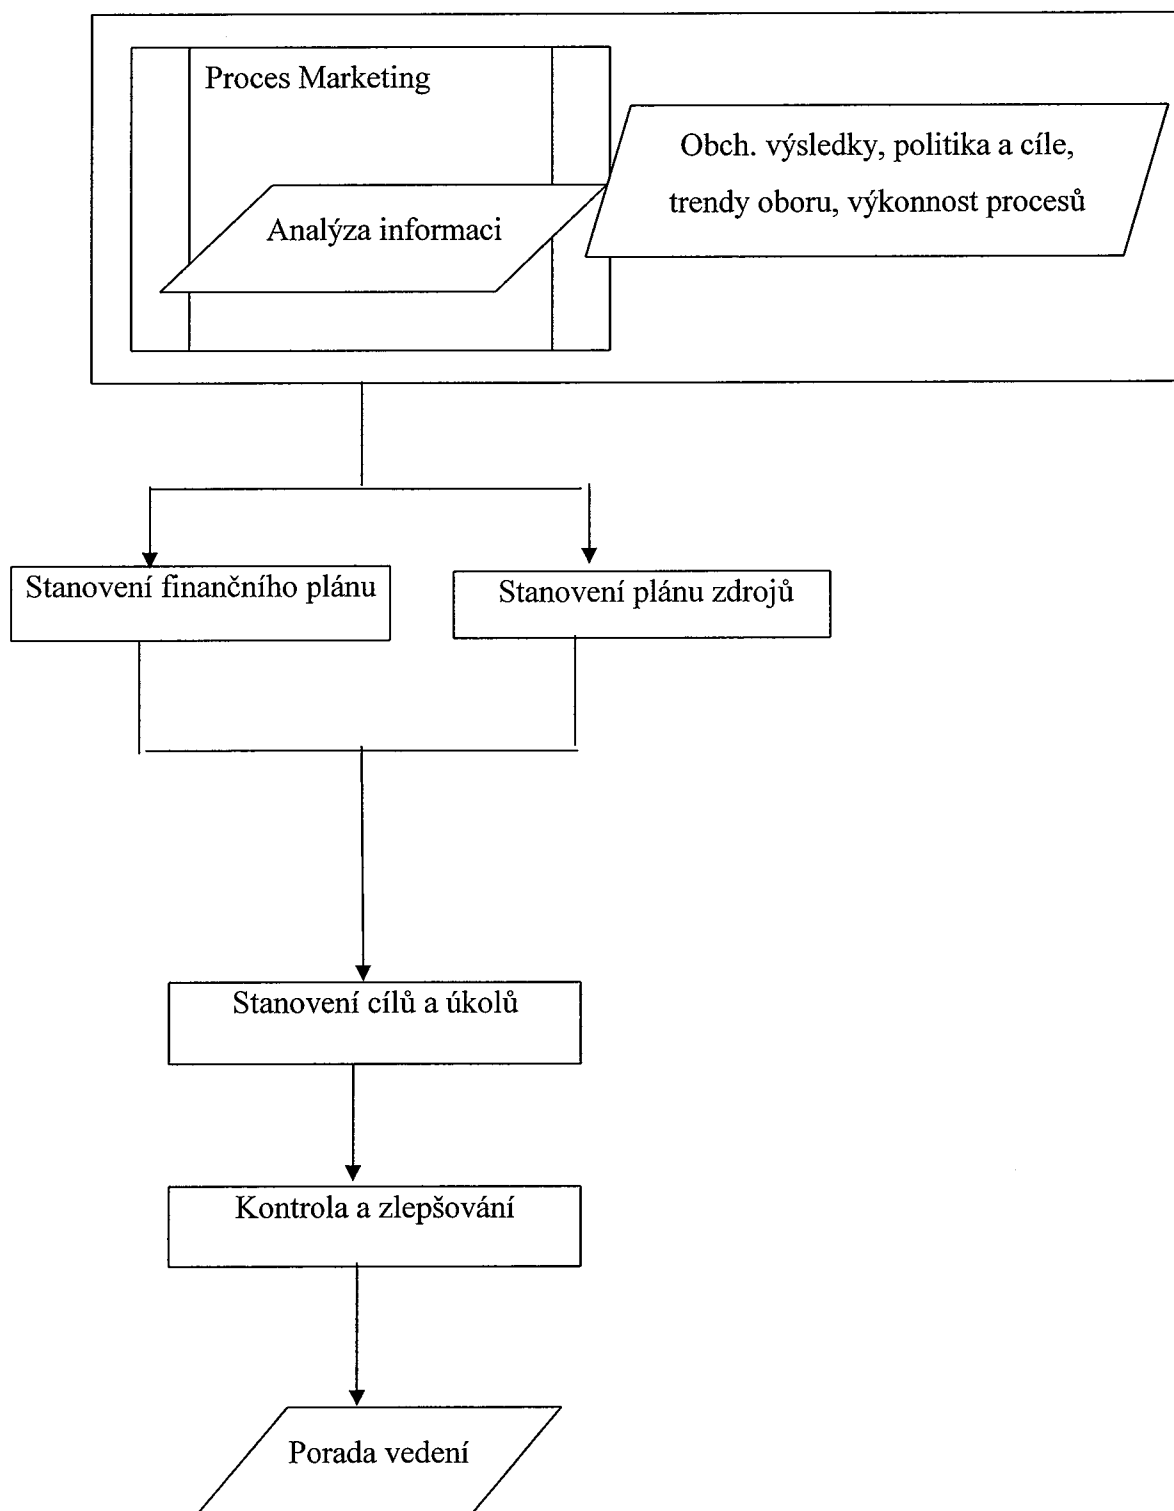 Proces Marketing
Obch. výsledky, politika a cíle,
trendy oboru, výkonnost procesů
Analýza informaci
Stanovení finančního plánu
Stanovení plánu zdrojů
Stanovení cílů a úkolů
Kontrola a zlepšování
Porada vedení